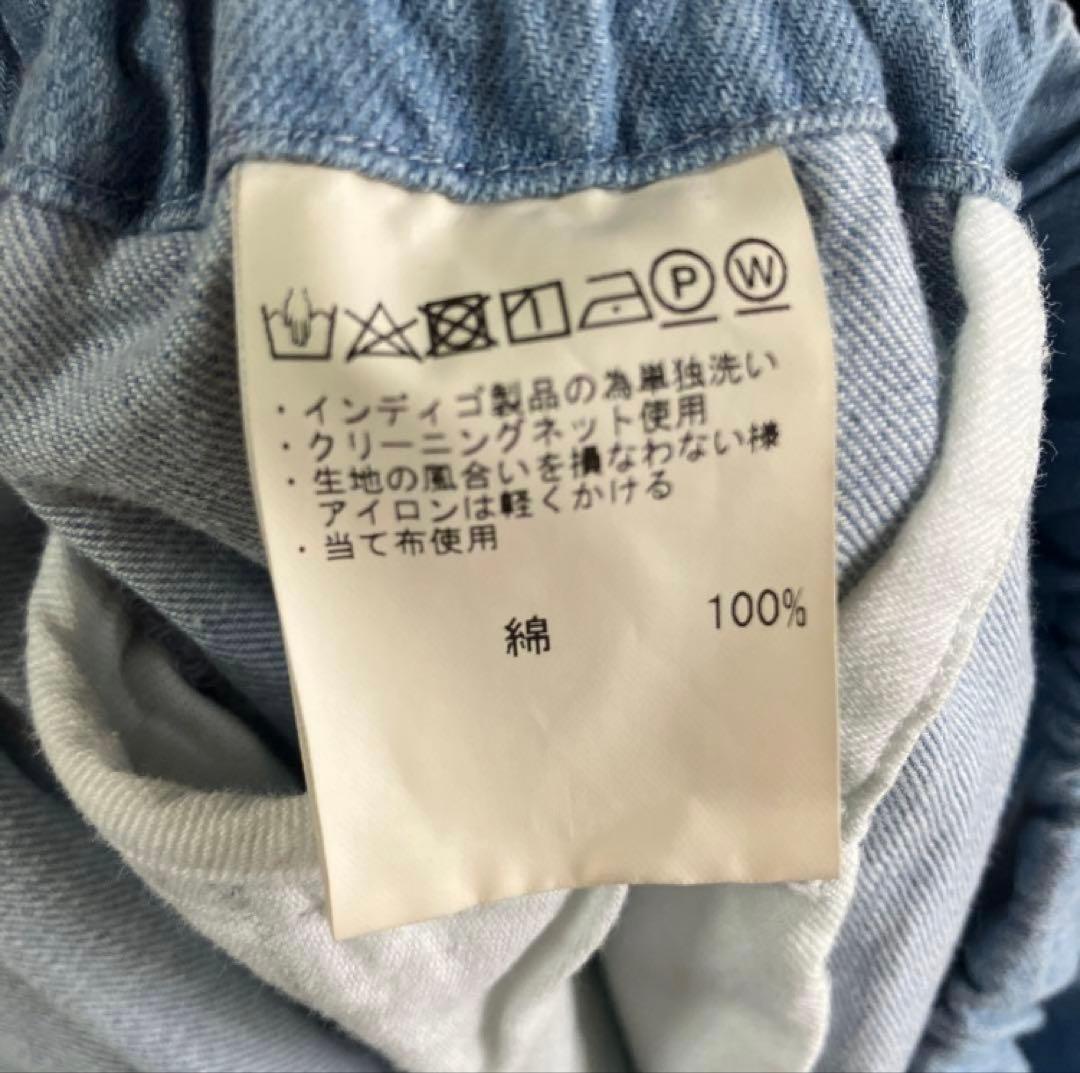 P W
・インディゴ製品の為単独洗い
・クリーニングネット使用
・生地の風合いを損なわない様
アイロンは軽くかける
・当て布使用
綿 100%